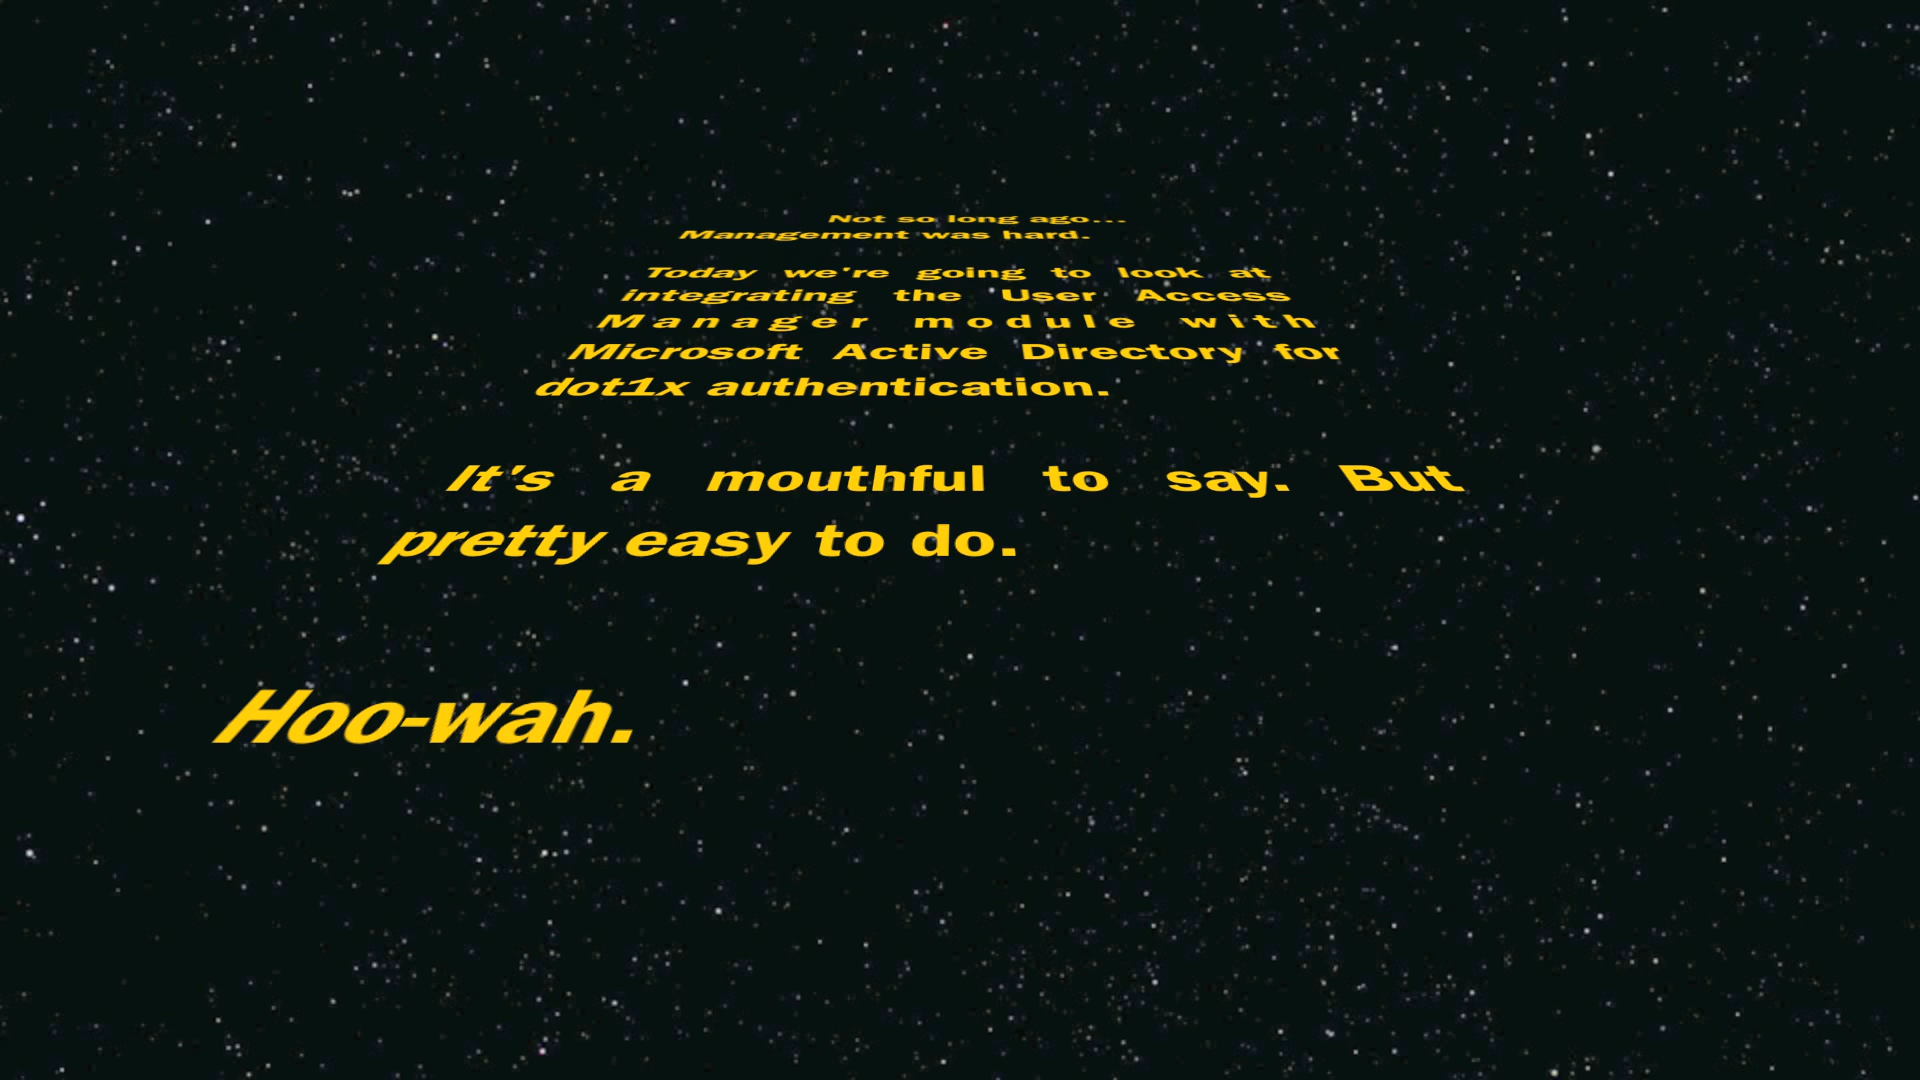 Not so long ago...
Management was hard.
Today we're going to look at
integrating the User Access
Manager module with
Microsoft Active Directory for
dot1x authentication.
It's a mouthful to say. But
pretty easy to do.
Hoo-wah.